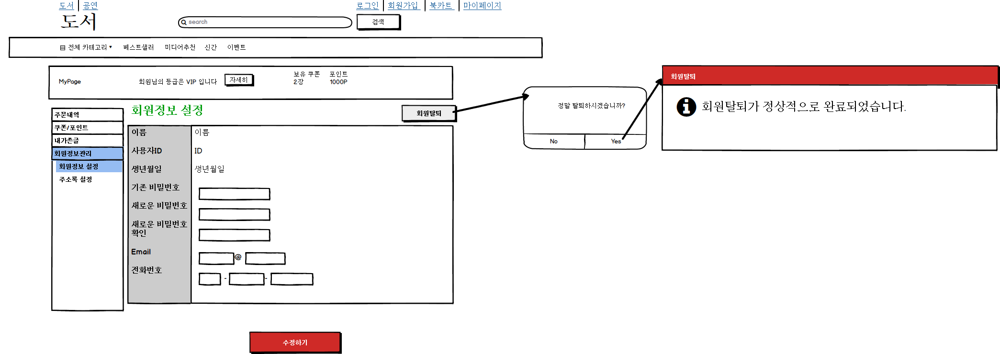 도서 | 공연
로그인 | 회원가입 | 북카트 | 마이페이지
도서
search
검색
전체 카테고리 ▾ 베스트셀러 미디어추천 신간 이벤트
MyPage
회원님의 등급은 VIP 입니다
자세히
보유 쿠폰
2장
포인트
1000P
주문내역
쿠폰/포인트
내가쓴글
회원정보관리
회원정보 설정
주소록 설정
회원정보 설정
회원탈퇴
이름 이름
사용자ID ID
생년월일 생년월일
기존 비밀번호
새로운 비밀번호
새로운 비밀번호
확인
Email @
전화번호 - -
수정하기
정말 탈퇴하시겠습니까?
No Yes
회원탈퇴
회원탈퇴가 정상적으로 완료되었습니다.